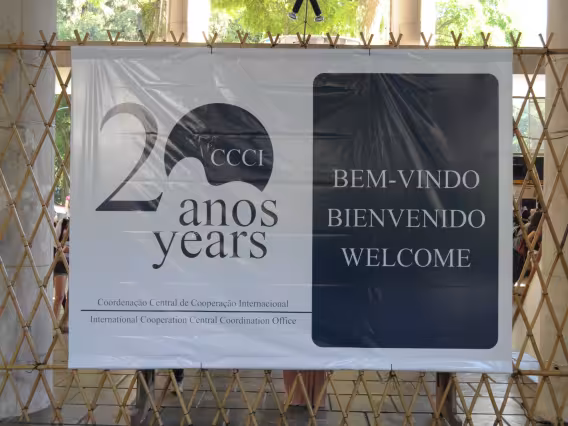 20
CCCI
anos
years
Coordenação Central de Cooperação Internacional
International Cooperation Central Coordination Office
BEM-VINDO
BIENVENIDO
WELCOME